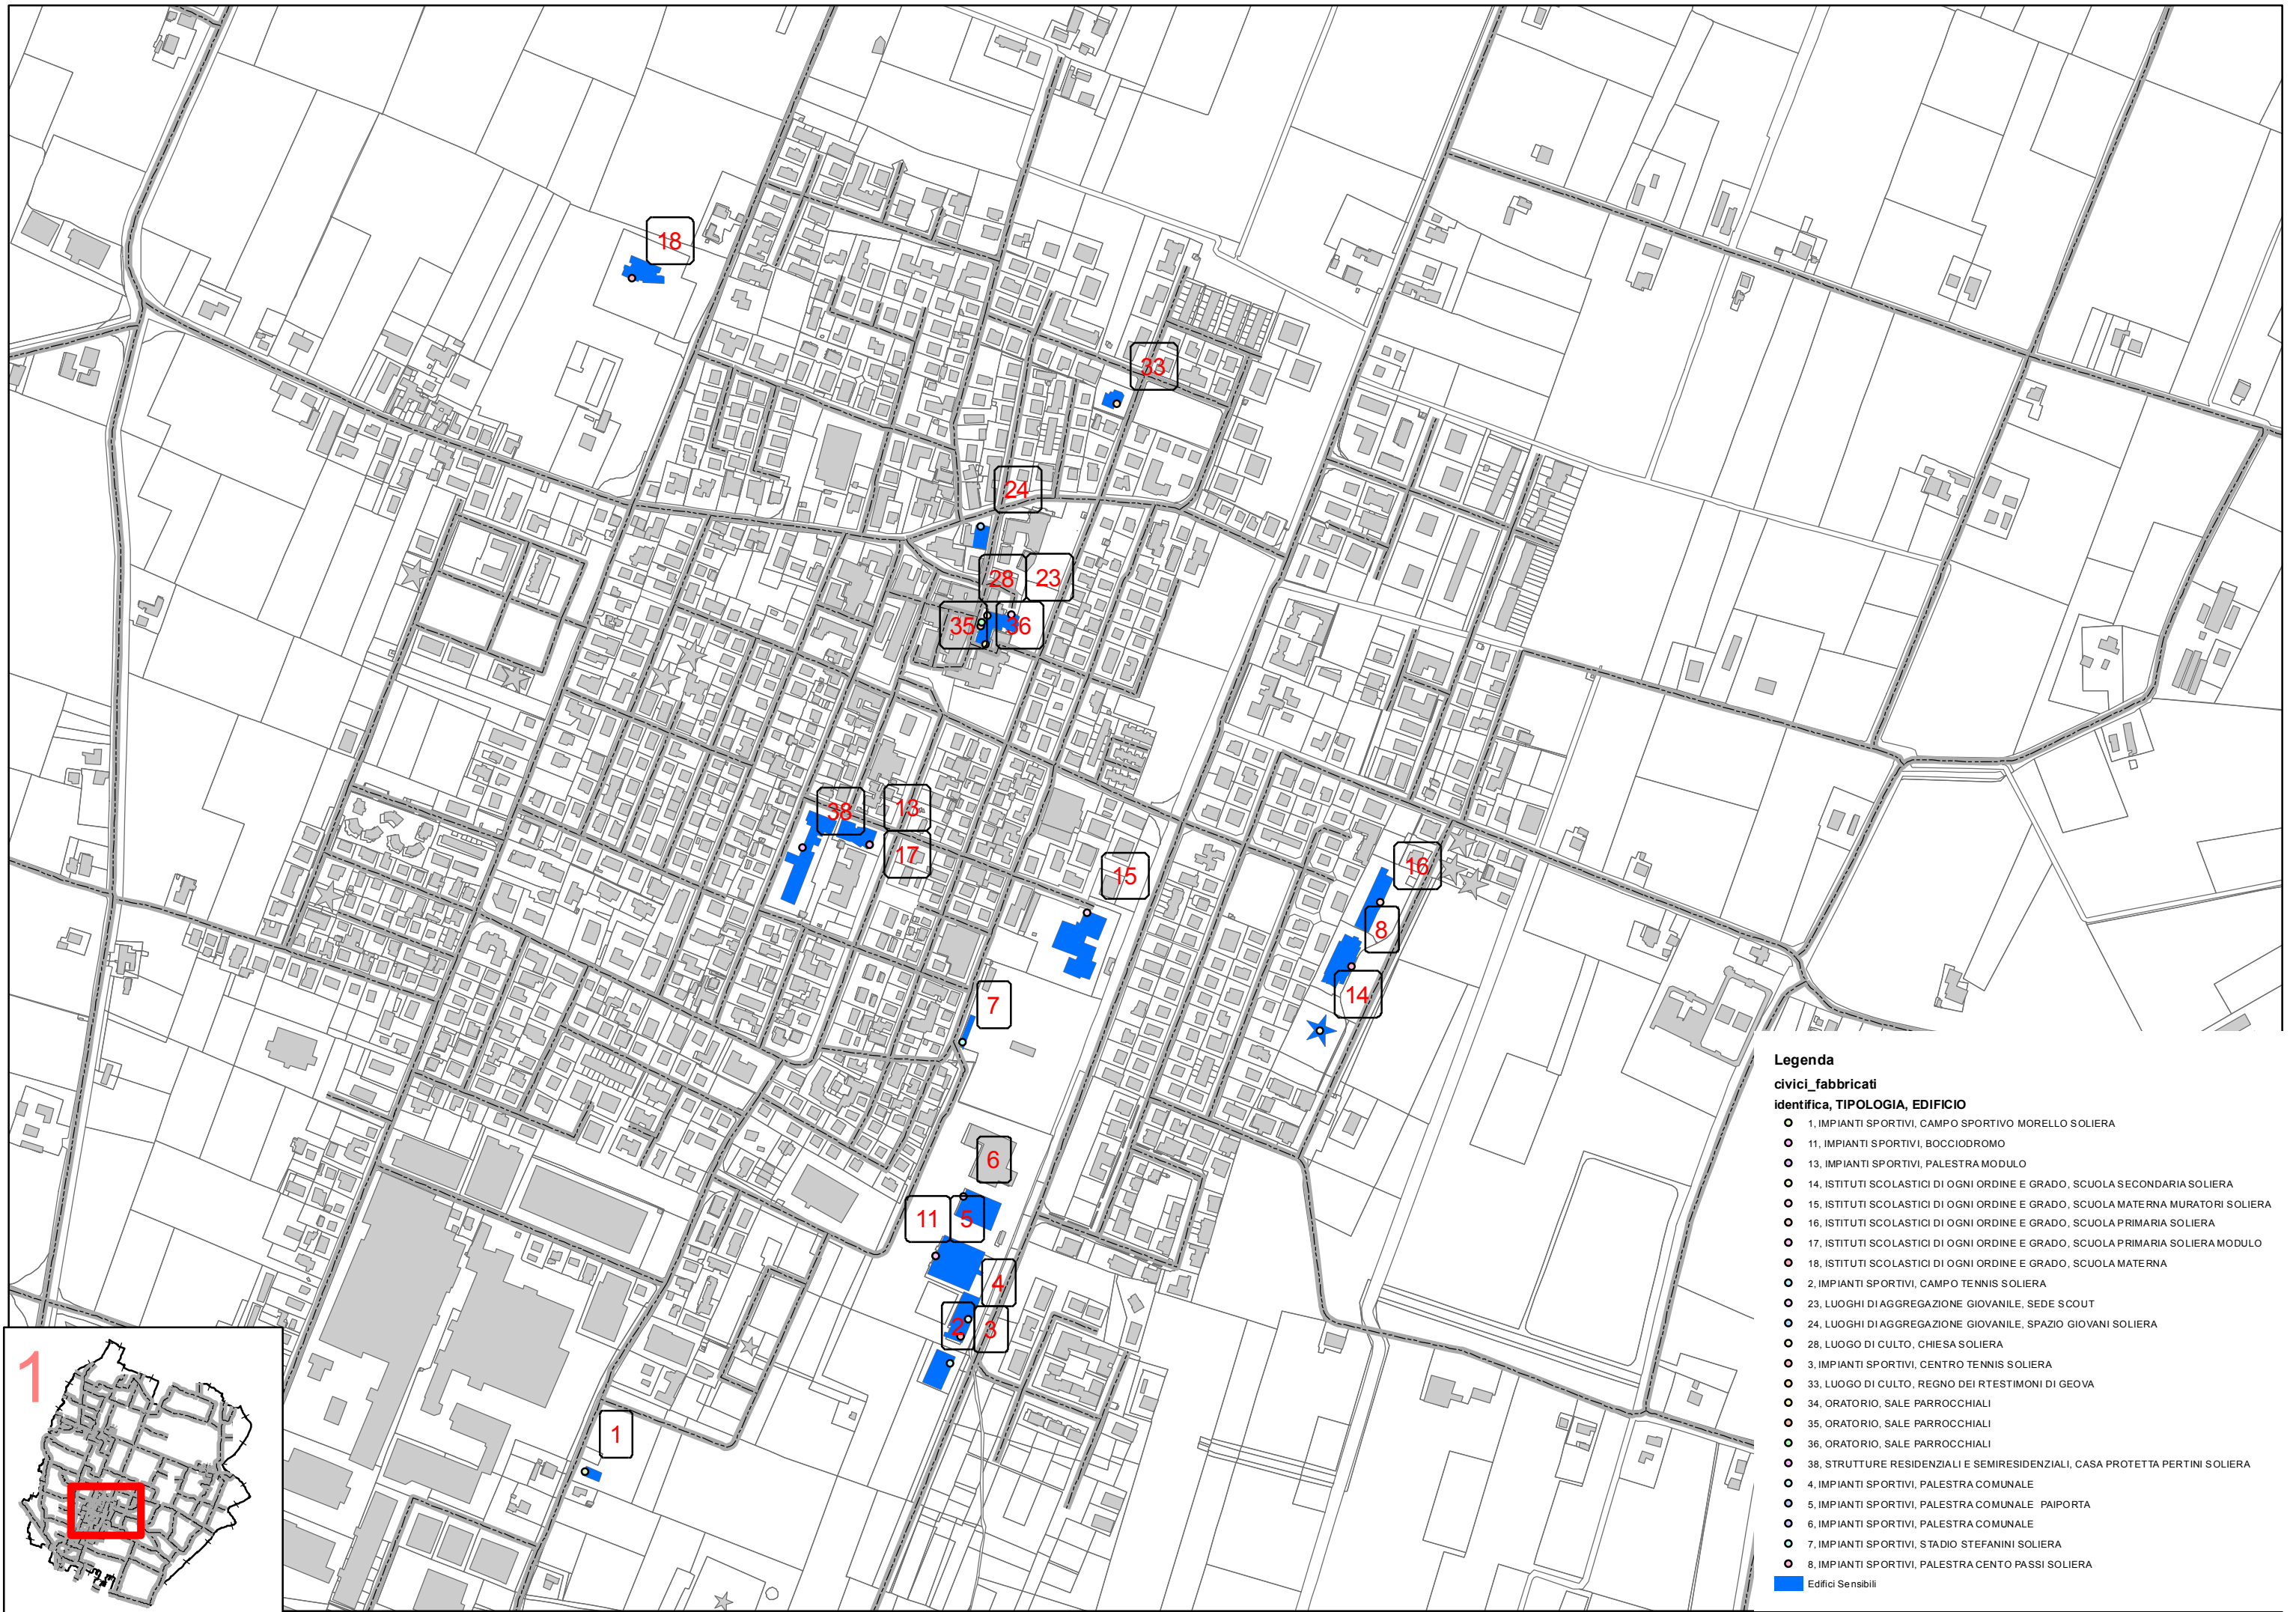 18
33
24
28
23
35
36
38
13
17
15
16
8
14
7
6
11
5
4
2
3
1
1
Legenda
civici_fabbricati
identifica, TIPOLOGIA, EDIFICIO
1, IMPIANTI SPORTIVI, CAMPO SPORTIVO MORELLO SOLIERA
11, IMPIANTI SPORTIVI, BOCCIODROMO
13, IMPIANTI SPORTIVI, PALESTRA MODULO
14, ISTITUTI SCOLASTICI DI OGNI ORDINE E GRADO, SCUOLA SECONDARIA SOLIERA
15, ISTITUTI SCOLASTICI DI OGNI ORDINE E GRADO, SCUOLA MATERNA MURATORI SOLIERA
16, ISTITUTI SCOLASTICI DI OGNI ORDINE E GRADO, SCUOLA PRIMARIA SOLIERA
17, ISTITUTI SCOLASTICI DI OGNI ORDINE E GRADO, SCUOLA PRIMARIA SOLIERA MODULO
18, ISTITUTI SCOLASTICI DI OGNI ORDINE E GRADO, SCUOLA MATERNA
2, IMPIANTI SPORTIVI, CAMPO TENNIS SOLIERA
23, LUOGHI DI AGGREGAZIONE GIOVANILE, SEDE SCOUT
24, LUOGHI DI AGGREGAZIONE GIOVANILE, SPAZIO GIOVANI SOLIERA
28, LUOGO DI CULTO, CHIESA SOLIERA
3, IMPIANTI SPORTIVI, CENTRO TENNIS SOLIERA
33, LUOGO DI CULTO, REGNO DEI RTESTIMONI DI GEOVA
34, ORATORIO, SALE PARROCCHIALI
35, ORATORIO, SALE PARROCCHIALI
36, ORATORIO, SALE PARROCCHIALI
38, STRUTTURE RESIDENZIALI E SEMIRESIDENZIALI, CASA PROTETTA PERTINI SOLIERA
4, IMPIANTI SPORTIVI, PALESTRA COMUNALE
5, IMPIANTI SPORTIVI, PALESTRA COMUNALE PAIPORTA
6, IMPIANTI SPORTIVI, PALESTRA COMUNALE
7, IMPIANTI SPORTIVI, STADIO STEFANINI SOLIERA
8, IMPIANTI SPORTIVI, PALESTRA CENTO PASSI SOLIERA
Edifici Sensibili